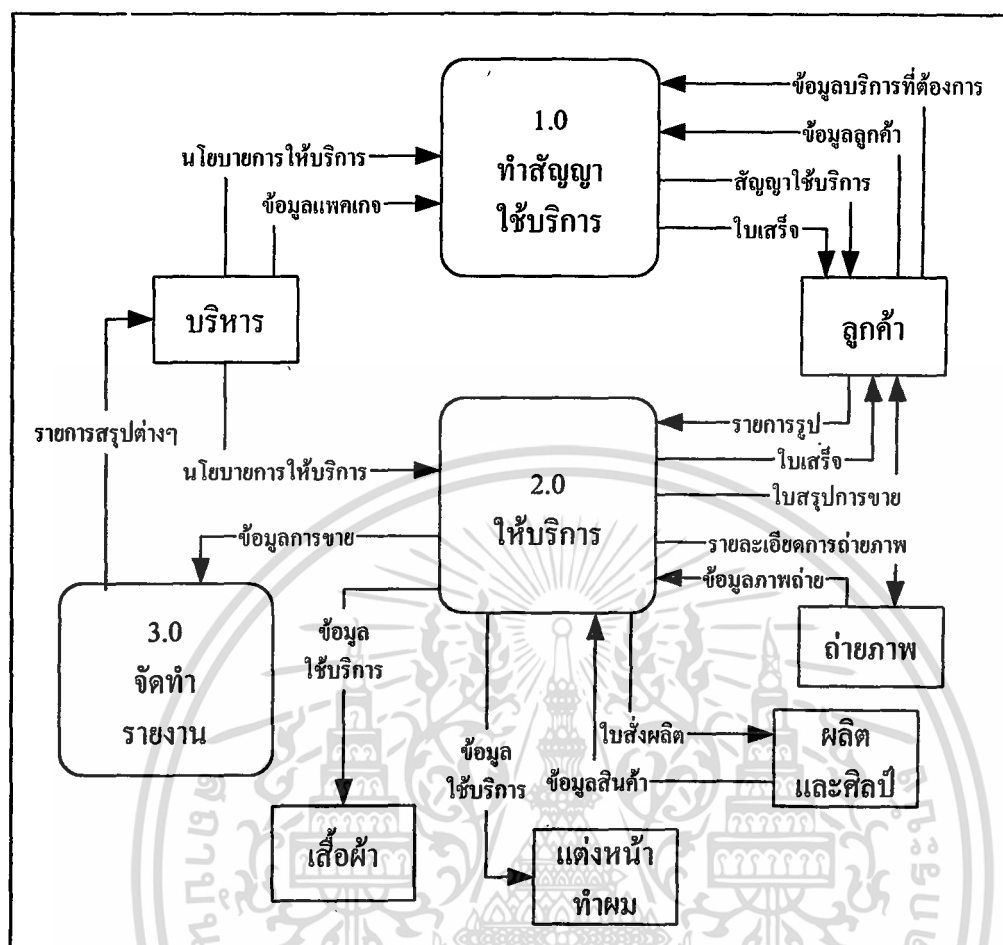 ข้อมูลบริการที่ต้องการ
1.0
ทำสัญญา
ใช้บริการ
ข้อมูลลูกค้า
นโยบายการให้บริการ
สัญญาใช้บริการ
ข้อมูลแพคเกจ
ใบเสร็จ
บริหาร
ลูกค้า
รายการสรุปต่างๆ
รายการรูป
ใบเสร็จ
นโยบายการให้บริการ
2.0
ให้บริการ
ใบสรุปการขาย
ข้อมูลการขาย
รายละเอียดการถ่ายภาพ
ข้อมูลภาพถ่าย
3.0
จัดทำ
รายงาน
ข้อมูล
ใช้บริการ
ถ่ายภาพ
ใบสั่งผลิต
ผลิต
และศิลป์
ข้อมูล
ใช้บริการ
ข้อมูลสินค้า
เสื้อผ้า
แต่งหน้า
ทำผม